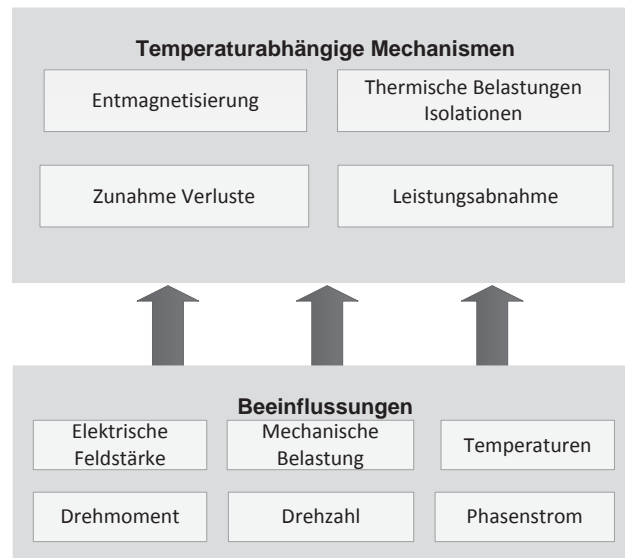 Temperaturabhängige Mechanismen
Entmagnetisierung
Thermische Belastungen
Isolationen
Zunahme Verluste
Leistungsabnahme
Beeinflussungen
Elektrische
Feldstärke
Mechanische
Belastung
Temperaturen
Drehmoment
Drehzahl
Phasenstrom